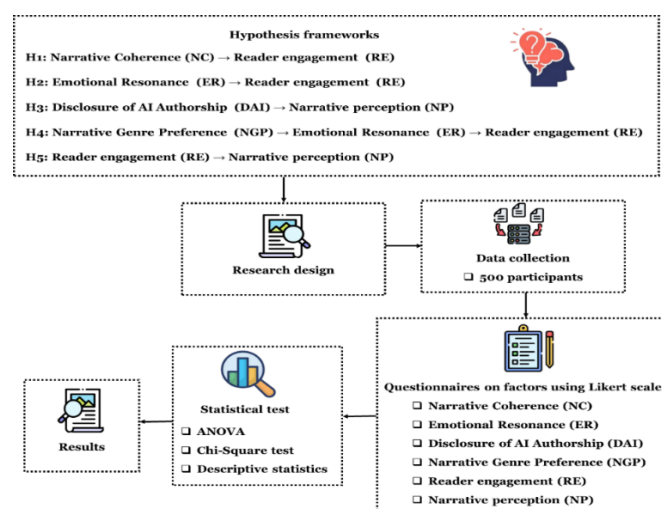 Hypothesis frameworks
H1: Narrative Coherence (NC) → Reader engagement (RE)
H2: Emotional Resonance (ER) → Reader engagement (RE)
H3: Disclosure of AI Authorship (DAI) → Narrative perception (NP)
H4: Narrative Genre Preference (NGP) → Emotional Resonance (ER) → Reader engagement (RE)
H5: Reader engagement (RE) → Narrative perception (NP)
Research design
Data collection
❑ 500 participants
Questionnaires on factors using Likert scale
❑ Narrative Coherence (NC)
❑ Emotional Resonance (ER)
❑ Disclosure of AI Authorship (DAI)
❑ Narrative Genre Preference (NGP)
❑ Reader engagement (RE)
❑ Narrative perception (NP)
Statistical test
❑ ANOVA
❑ Chi-Square test
❑ Descriptive statistics
Results